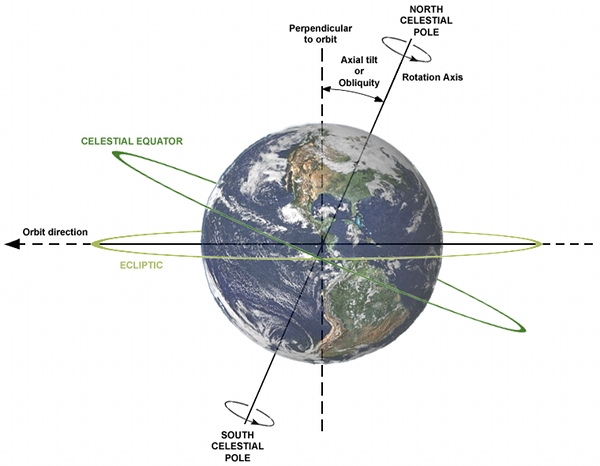 NORTH
CELESTIAL
POLE
Perpendicular
to orbit
Axial tilt
or
Obliquity
Rotation Axis
CELESTIAL EQUATOR
Orbit direction
ECLIPTIC
SOUTH
CELESTIAL
POLE